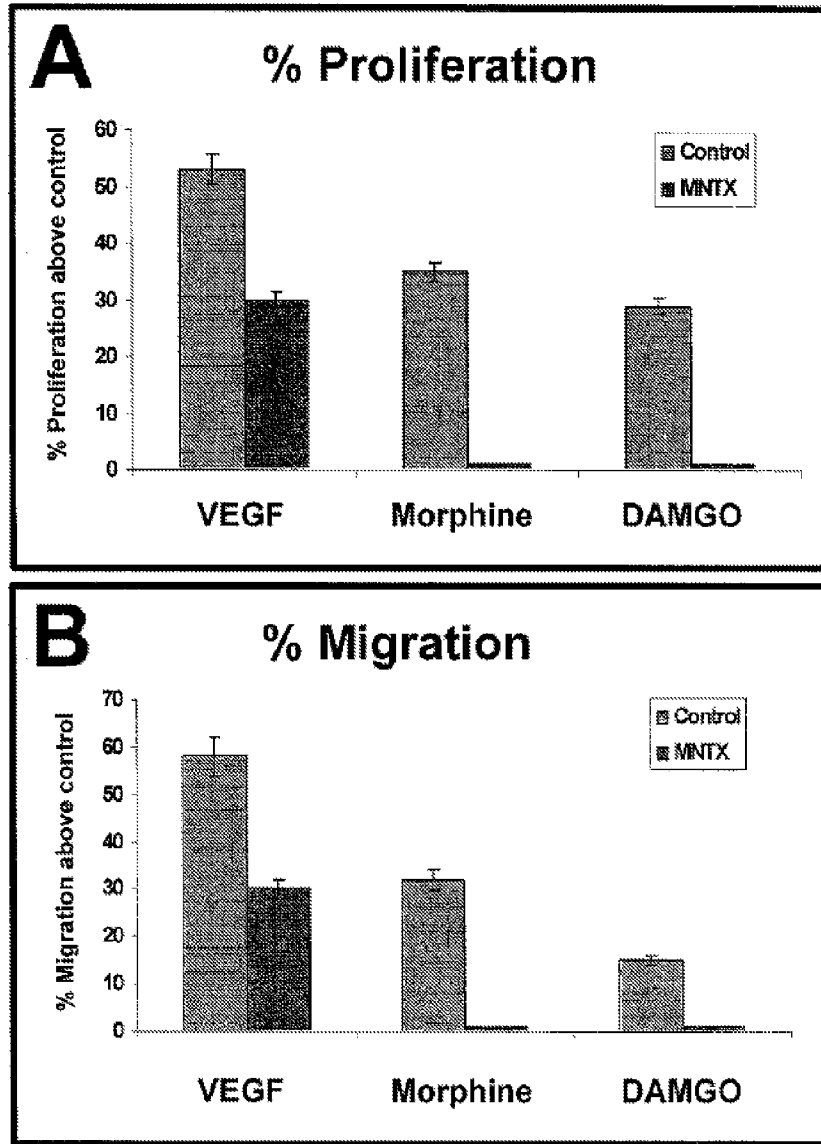 A
% Proliferation
% Proliferation above control
60
50
40
30
20
10
0
Control
MNTX
VEGF Morphine DAMGO
B
% Migration
% Migration above control
70
60
50
40
30
20
10
0
Control
MNTX
VEGF Morphine DAMGO